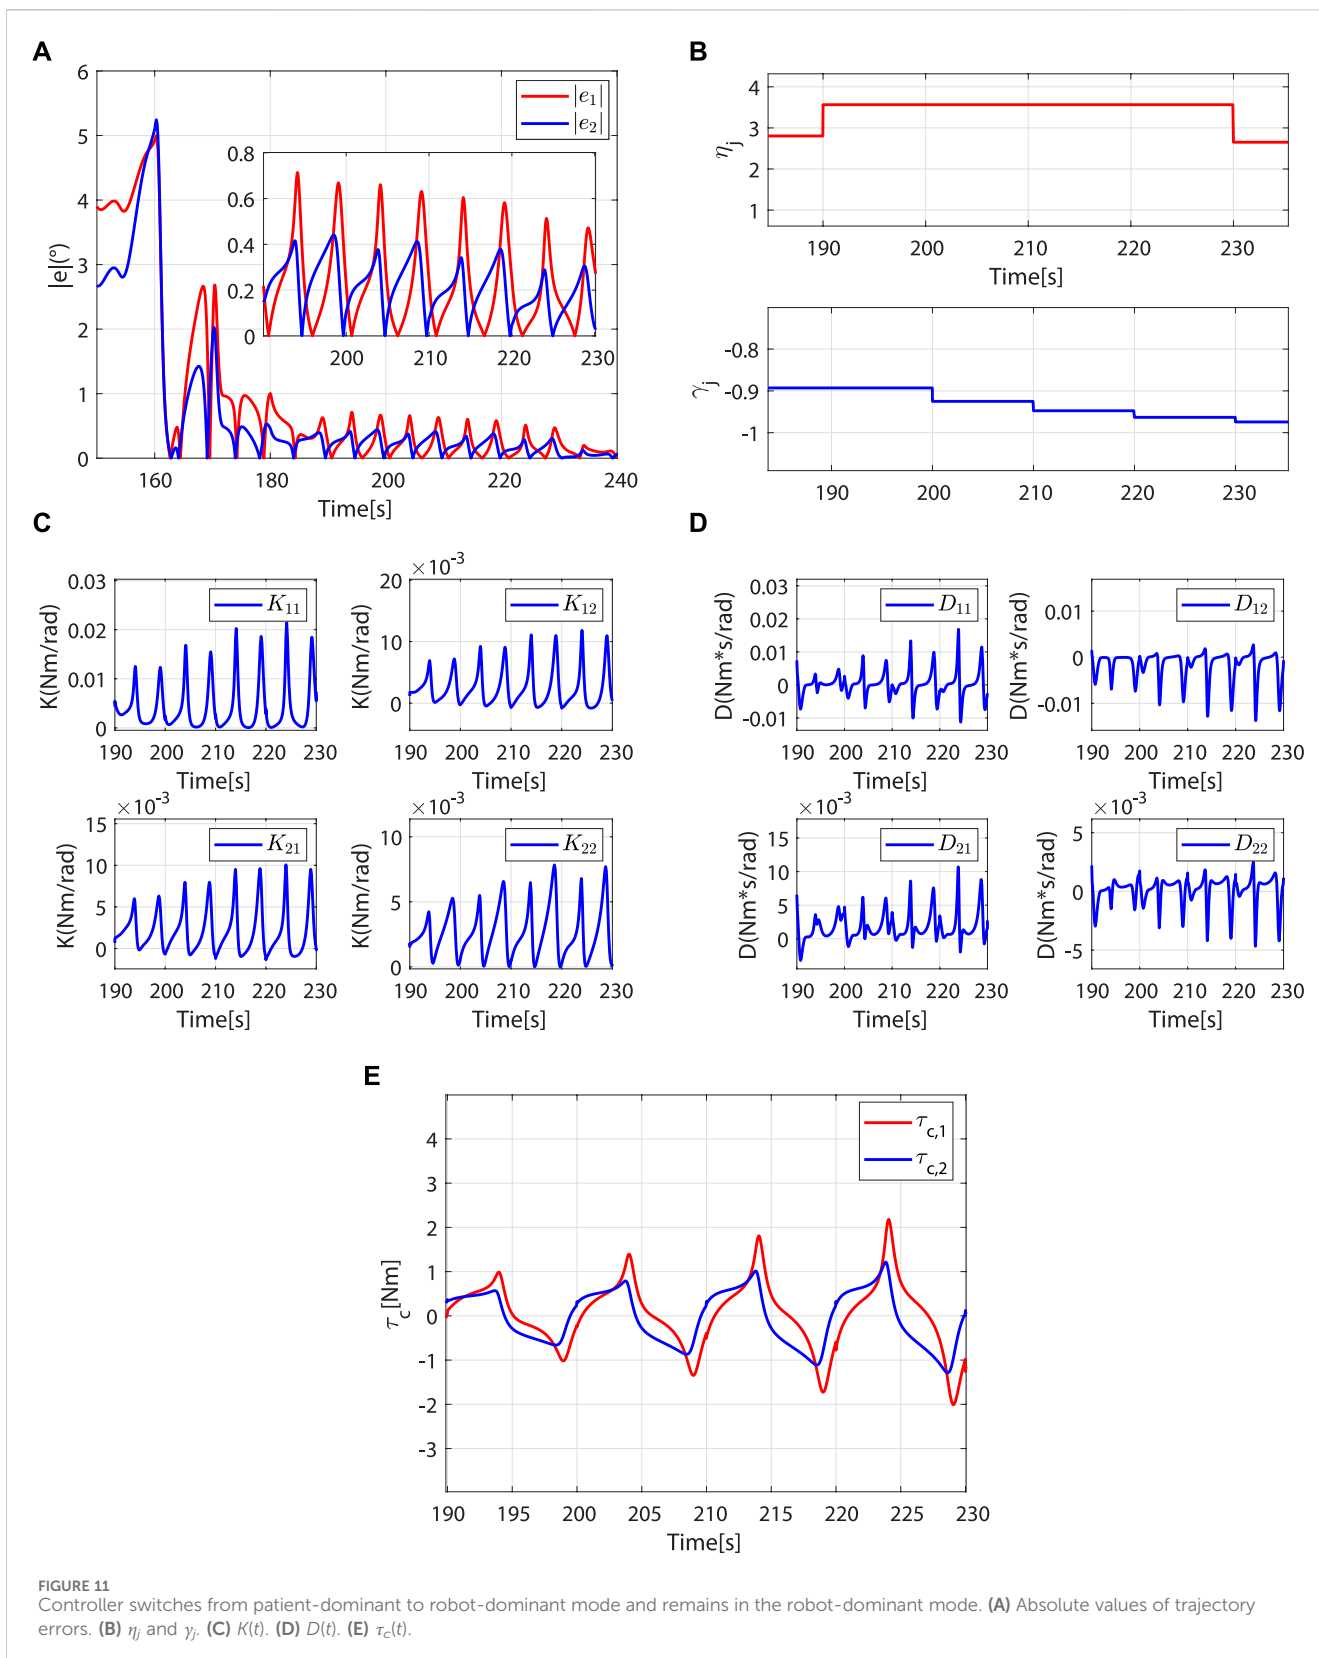 A
6
5
4
3
2
1
0
|e|(°)
160
180
200
220
240
Time[s]
|e1|
|e2|
0.8
0.6
0.4
0.2
0
200
210
220
230
B
4
3
2
1
ηj
190
200
210
220
230
Time[s]
-0.8
-0.9
-1
γj
190
200
210
220
230
C
0.03
0.02
0.01
0
K(Nm/rad)
K11
190 200 210 220 230
Time[s]
×10-3
20
10
0
K(Nm/rad)
K12
190 200 210 220 230
Time[s]
×10-3
15
10
5
0
K(Nm/rad)
K21
190 200 210 220 230
Time[s]
×10-3
10
5
0
K(Nm/rad)
K22
190 200 210 220 230
Time[s]
D
0.03
0.02
0.01
0
-0.01
D(Nm*s/rad)
D11
190 200 210 220 230
Time[s]
0.01
0
-0.01
D(Nm*s/rad)
D12
190 200 210 220 230
Time[s]
×10-3
15
10
5
0
D(Nm*s/rad)
D21
190 200 210 220 230
Time[s]
×10-3
5
0
-5
D(Nm*s/rad)
D22
190 200 210 220 230
Time[s]
E
4
3
2
1
0
-1
-2
-3
τc[Nm]
τc,1
τc,2
190 195 200 205 210 215 220 225 230
Time[s]
FIGURE 11
Controller switches from patient-dominant to robot-dominant mode and remains in the robot-dominant mode. (A) Absolute values of trajectory
errors. (B) ηj and γj. (C) K(t). (D) D(t). (E) τc(t).